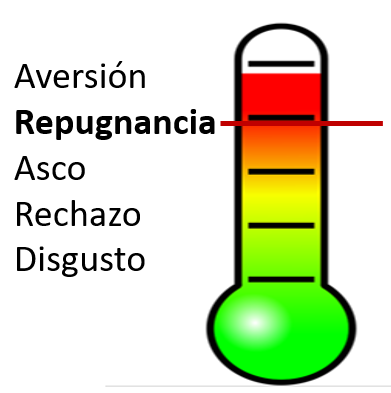 Aversión
Repugnancia
Asco
Rechazo
Disgusto